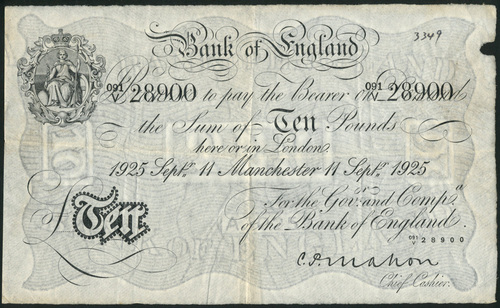 Bank of England
3349
091/V 28900 to pay the Bearer on 091/V 28900
the Sum of Ten Pounds
here or in London
1925 Septr. 11 Manchester 11 Septr. 1925
For the Govr. and Compa.
of the Bank of England.
£Ten
091/V 28900
C.P. Mahon
Chief Cashier.